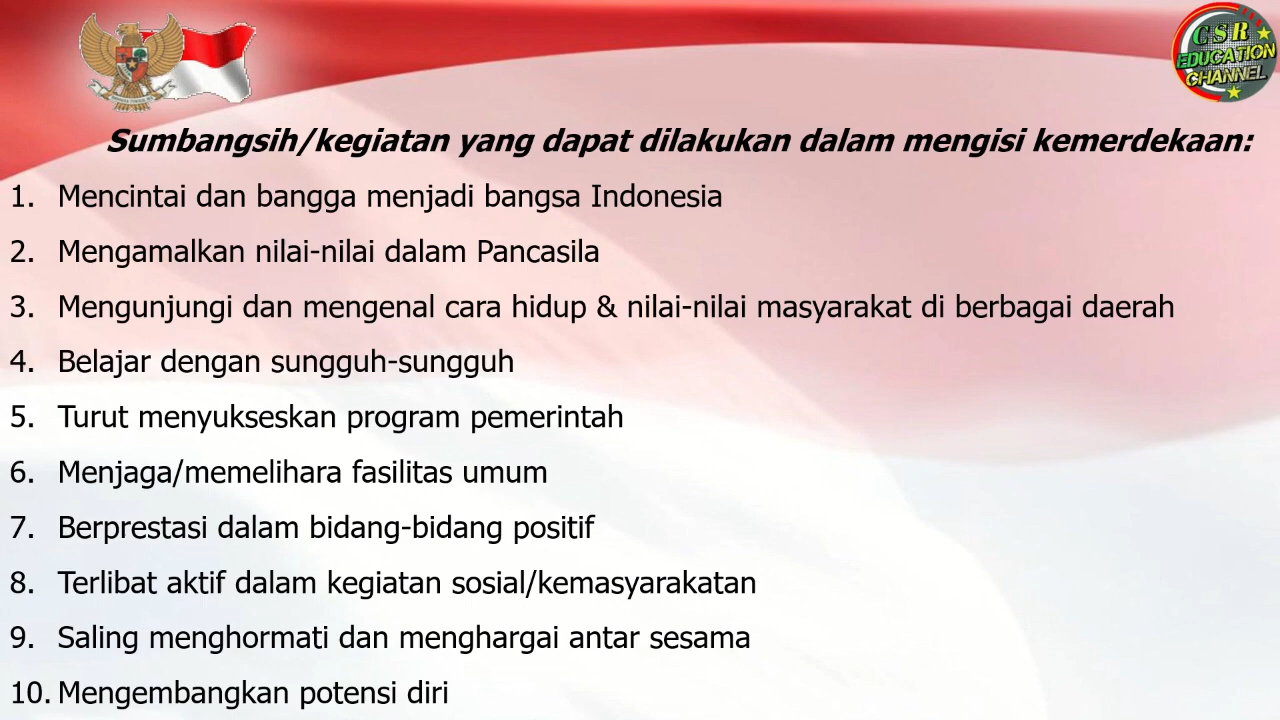 CSR
EDUCATION
CHANNEL
Sumbangsih/kegiatan yang dapat dilakukan dalam mengisi kemerdekaan:
1. Mencintai dan bangga menjadi bangsa Indonesia
2. Mengamalkan nilai-nilai dalam Pancasila
3. Mengunjungi dan mengenal cara hidup & nilai-nilai masyarakat di berbagai daerah
4. Belajar dengan sungguh-sungguh
5. Turut menyukseskan program pemerintah
6. Menjaga/memelihara fasilitas umum
7. Berprestasi dalam bidang-bidang positif
8. Terlibat aktif dalam kegiatan sosial/kemasyarakatan
9. Saling menghormati dan menghargai antar sesama
10. Mengembangkan potensi diri